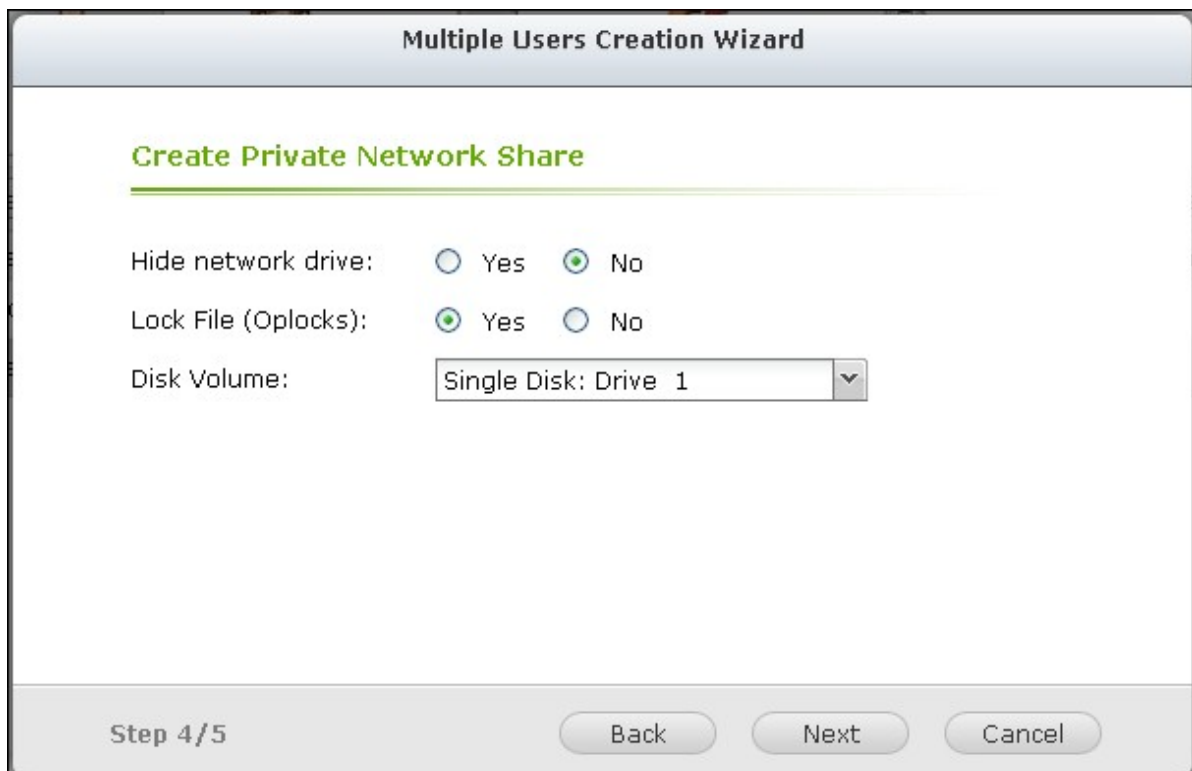 Multiple Users Creation Wizard
Create Private Network Share
Hide network drive: Yes No
Lock File (Oplocks): Yes No
Disk Volume: Single Disk: Drive 1
Step 4/5 Back Next Cancel